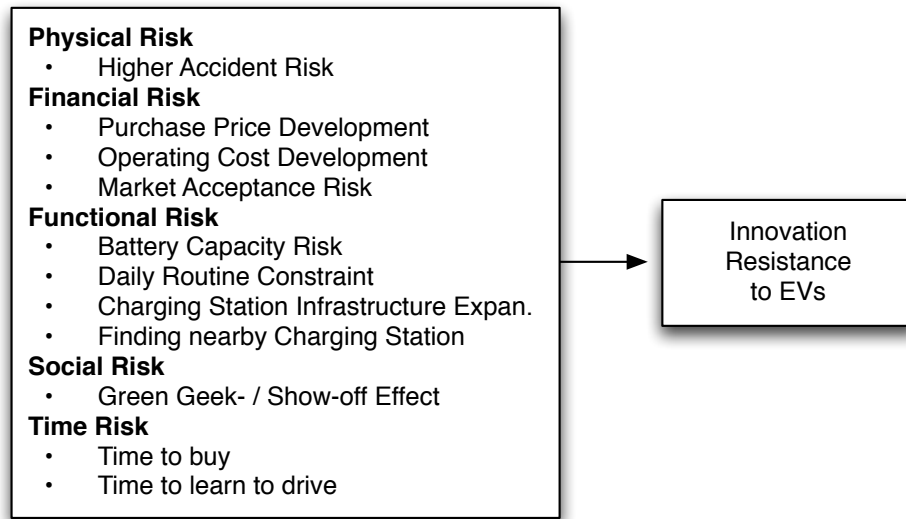 Physical Risk
• Higher Accident Risk
Financial Risk
• Purchase Price Development
• Operating Cost Development
• Market Acceptance Risk
Functional Risk
• Battery Capacity Risk
• Daily Routine Constraint
• Charging Station Infrastructure Expan.
• Finding nearby Charging Station
Social Risk
• Green Geek- / Show-off Effect
Time Risk
• Time to buy
• Time to learn to drive
Innovation
Resistance
to EVs